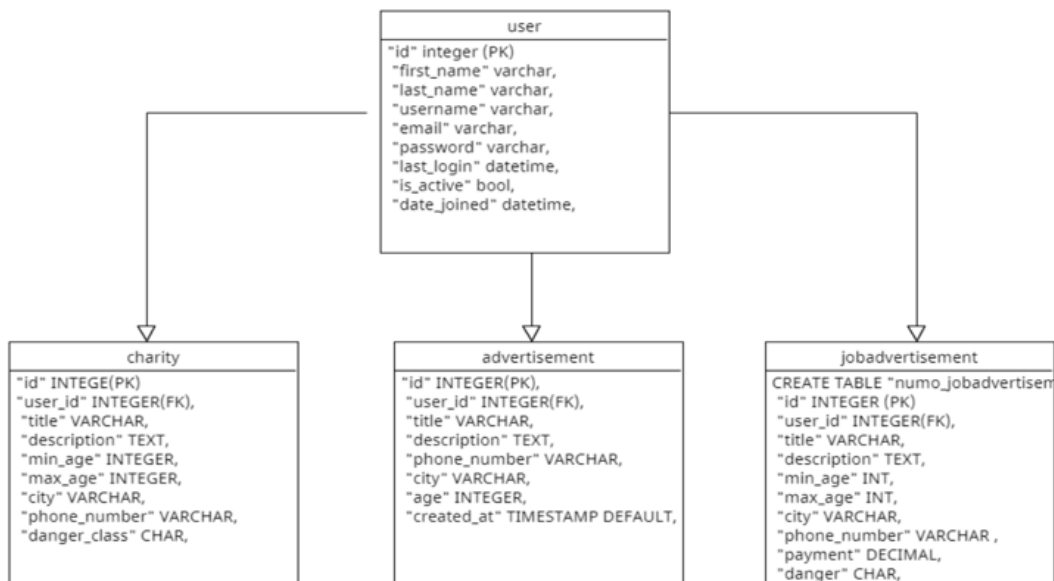 user
"id" integer (PK)
"first_name" varchar,
"last_name" varchar,
"username" varchar,
"email" varchar,
"password" varchar,
"last_login" datetime,
"is_active" bool,
"date_joined" datetime,
charity
"id" INTEGE(PK)
"user_id" INTEGER(FK),
"title" VARCHAR,
"description" TEXT,
"min_age" INTEGER,
"max_age" INTEGER,
"city" VARCHAR,
"phone_number" VARCHAR,
"danger_class" CHAR,
advertisement
"id" INTEGER(PK),
"user_id" INTEGER(FK),
"title" VARCHAR,
"description" TEXT,
"phone_number" VARCHAR,
"city" VARCHAR,
"age" INTEGER,
"created_at" TIMESTAMP DEFAULT,
jobadvertisement
CREATE TABLE "numo_jobadvertisem
"id" INTEGER (PK)
"user_id" INTEGER(FK),
"title" VARCHAR,
"description" TEXT,
"min_age" INT,
"max_age" INT,
"city" VARCHAR,
"phone_number" VARCHAR ,
"payment" DECIMAL,
"danger" CHAR,